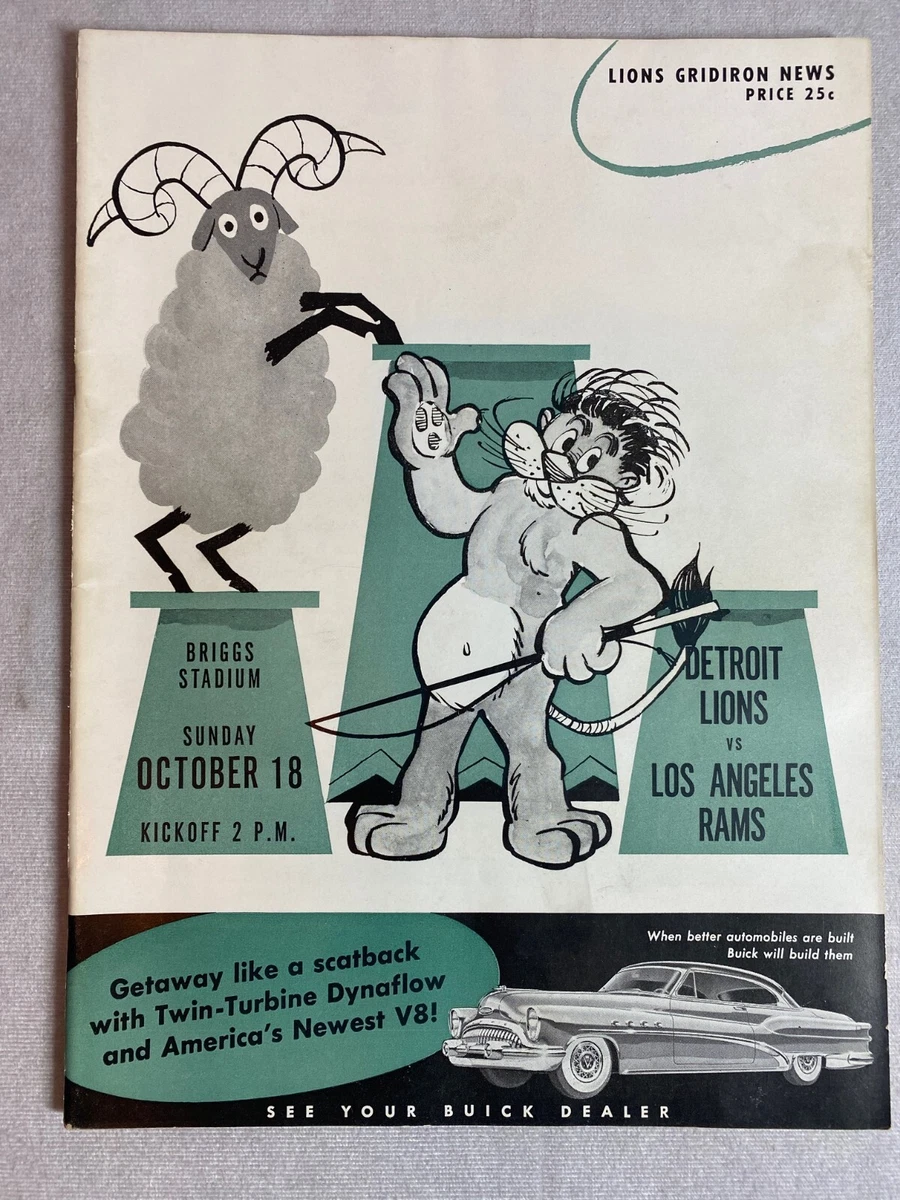 LIONS GRIDIRON NEWS
PRICE 25c
BRIGGS
STADIUM
SUNDAY
OCTOBER 18
KICKOFF 2 P.M.
DETROIT
LIONS
VS
LOS ANGELES
RAMS
When better automobiles are built
Buick will build them
Getaway like a scatback
with Twin-Turbine Dynaflow
and America's Newest V8!
SEE YOUR BUICK DEALER